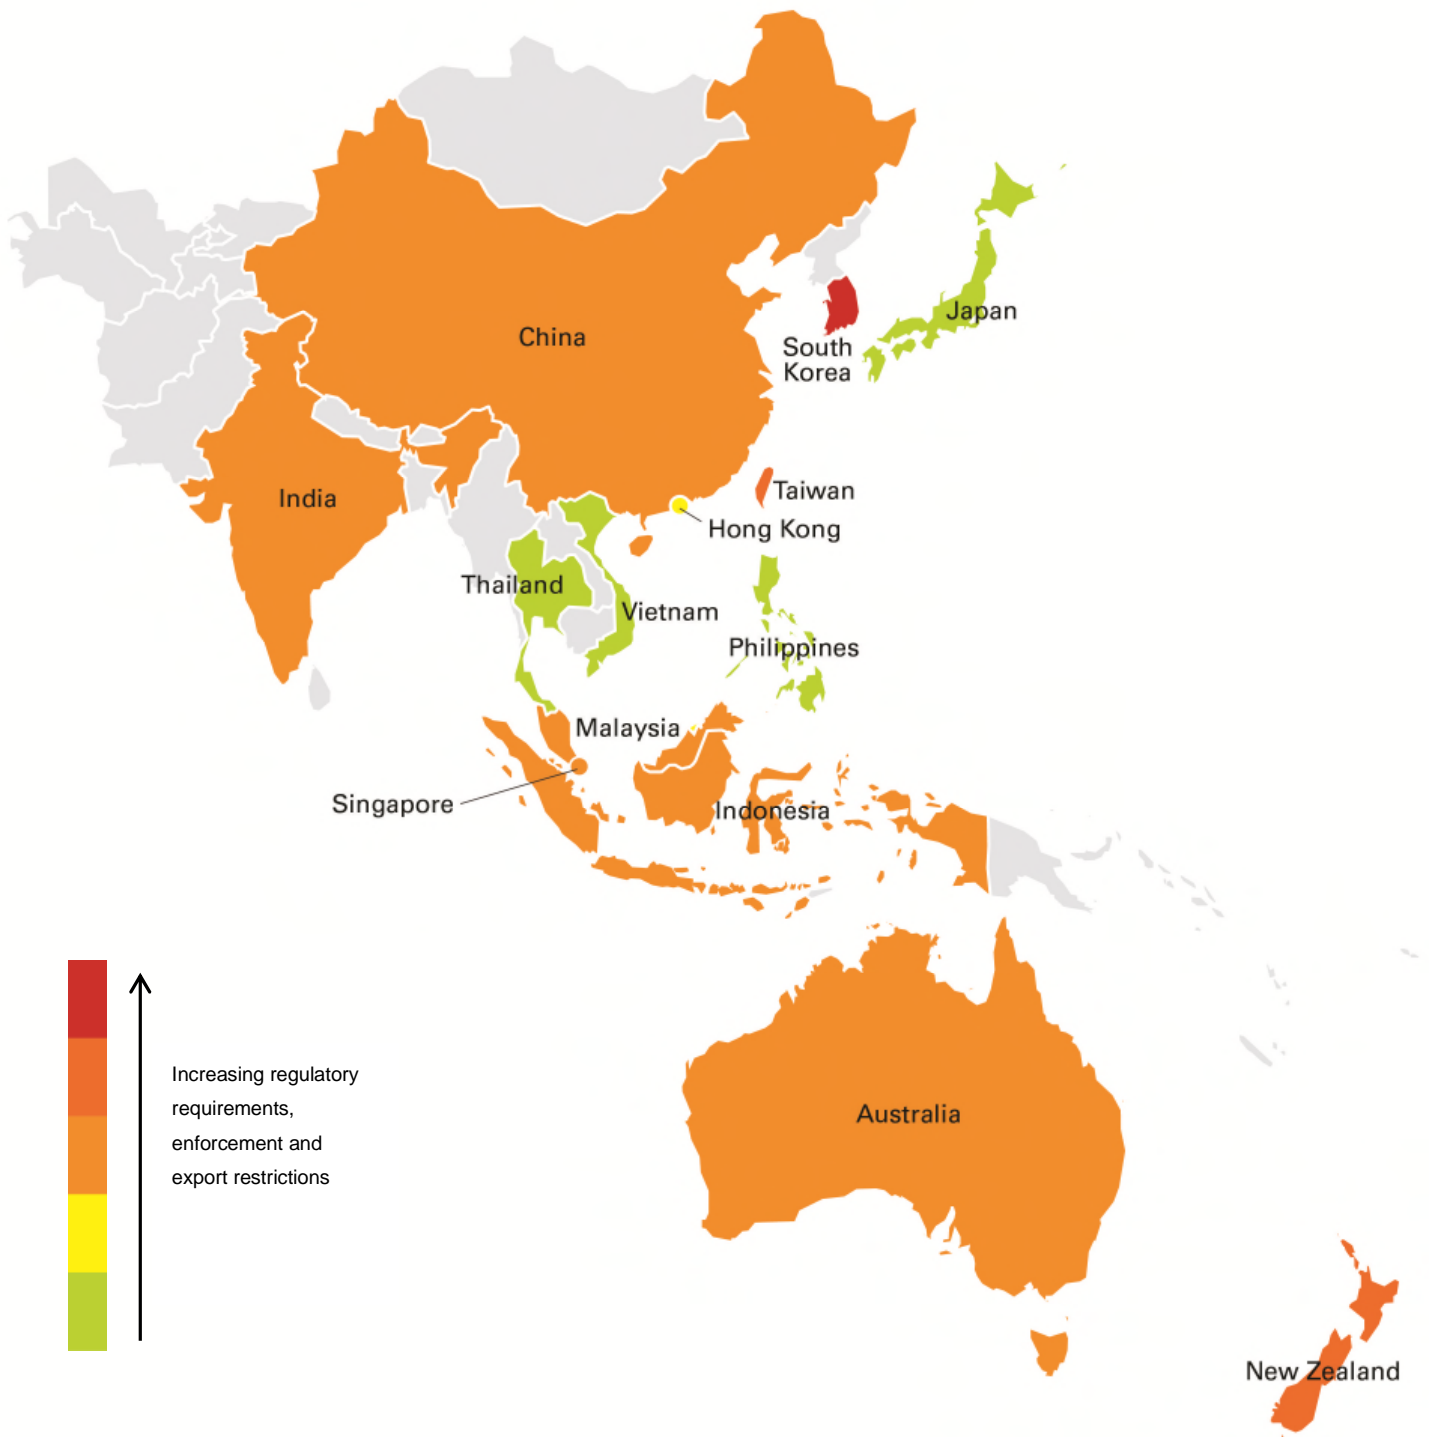 China
Japan
South
Korea
India
Taiwan
Hong Kong
Thailand
Vietnam
Philippines
Malaysia
Singapore
Indonesia
Increasing regulatory
requirements,
enforcement and
export restrictions
Australia
New Zealand